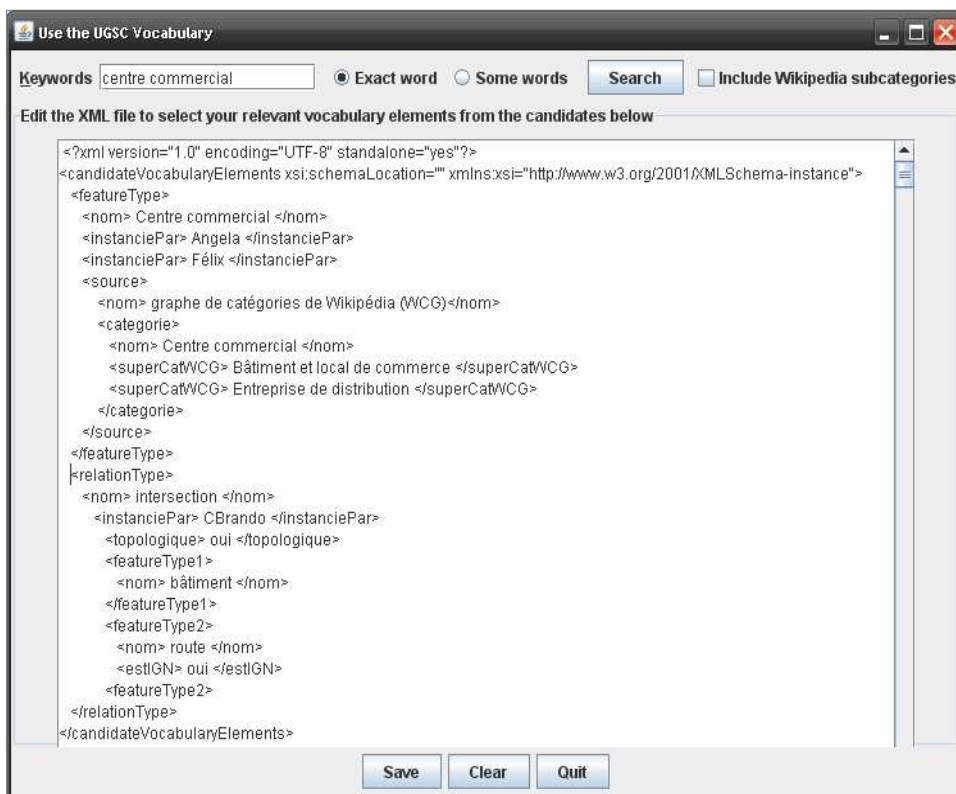 Use the UGSC Vocabulary
Keywords centre commercial Exact word Some words Search Include Wikipedia subcategories
Edit the XML file to select your relevant vocabulary elements from the candidates below
<?xml version="1.0" encoding="UTF-8" standalone="yes"?>
<candidateVocabularyElements xsi:schemaLocation="" xmlns:xsi="http://www.w3.org/2001/XMLSchema-instance">
<featureType>
<nom> Centre commercial </nom>
<instanciePar> Angela </instanciePar>
<instanciePar> Félix </instanciePar>
<source>
<nom> graphe de catégories de Wikipédia (WCG)</nom>
<categorie>
<nom> Centre commercial </nom>
<superCatWCG> Bâtiment et local de commerce </superCatWCG>
<superCatWCG> Entreprise de distribution </superCatWCG>
</categorie>
</source>
</featureType>
<relationType>
<nom> intersection </nom>
<instanciePar> CBrando </instanciePar>
<topologique> oui </topologique>
<featureType1>
<nom> bâtiment </nom>
</featureType1>
<featureType2>
<nom> route </nom>
<estIGN> oui </estIGN>
<featureType2>
</relationType>
</candidateVocabularyElements>
Save Clear Quit